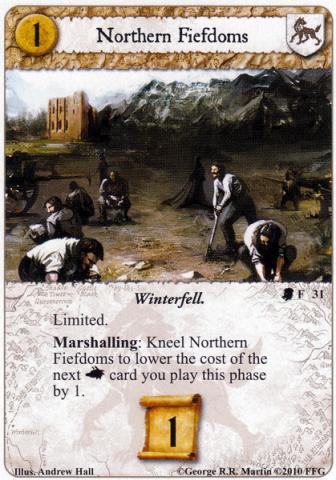 1
Northern Fiefdoms
F 31
Winterfell.
Limited.
Marshalling: Kneel Northern
Fiefdoms to lower the cost of the
next card you play this phase
by 1.
1
Illus. Andrew Hall ©George R.R. Martin ©2010 FFG